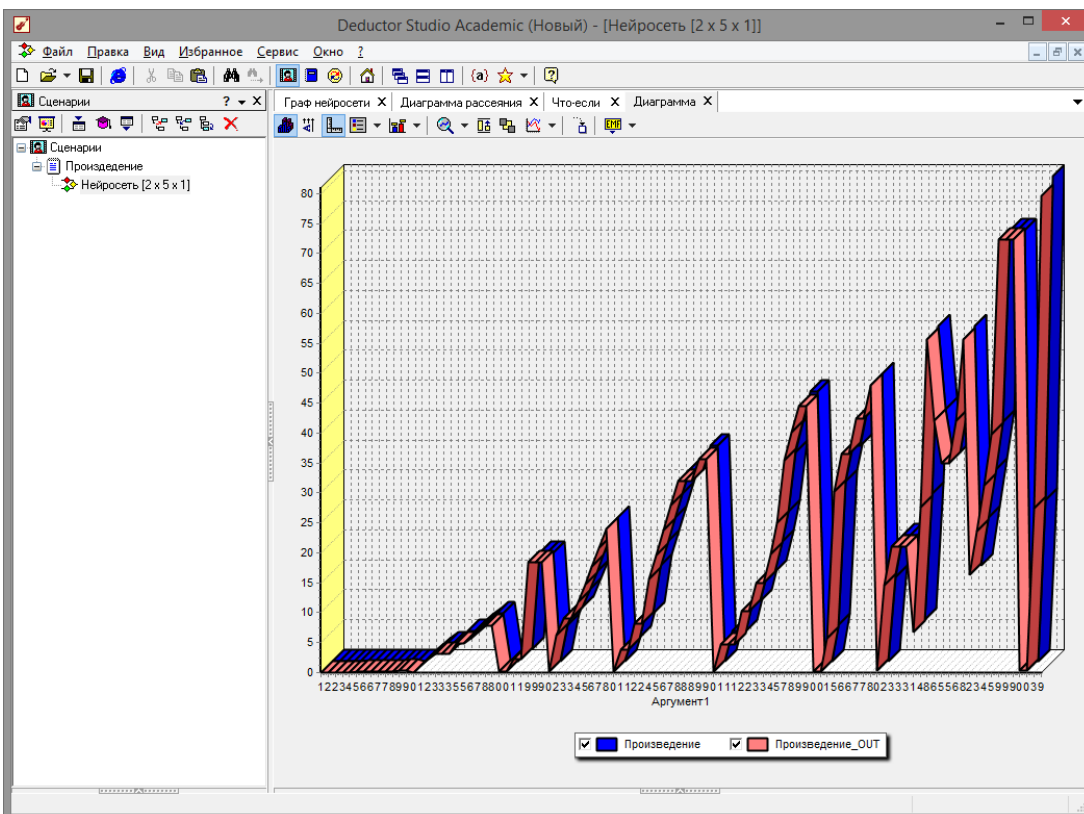 Deductor Studio Academic (Новый) - [Нейросеть [2 x 5 x 1]]
Файл Правка Вид Избранное Сервис Окно ?
Сценарии ?
Граф нейросети X Диаграмма рассеяния X Что-если X Диаграмма X
Сценарии
Произдедение
Нейросеть [2 x 5 x 1]
80
75
70
65
60
55
50
45
40
35
30
25
20
15
10
5
0
Аргумент1
Произведение Произведение_OUT